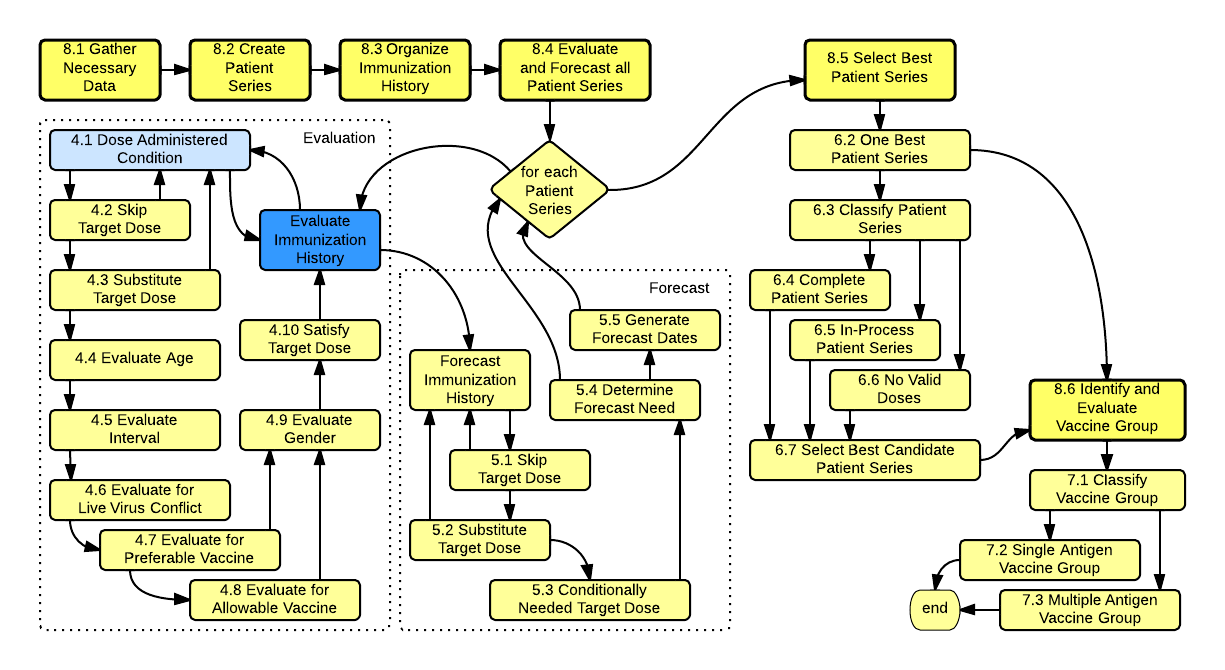 8.1 Gather
Necessary
Data
8.2 Create
Patient
Series
8.3 Organize
Immunization
History
8.4 Evaluate
and Forecast all
Patient Series
8.5 Select Best
Patient Series
Evaluation
4.1 Dose Administered
Condition
4.2 Skip
Target Dose
4.3 Substitute
Target Dose
4.4 Evaluate Age
4.5 Evaluate
Interval
4.6 Evaluate for
Live Virus Conflict
4.7 Evaluate for
Preferable Vaccine
4.8 Evaluate for
Allowable Vaccine
4.9 Evaluate
Gender
4.10 Satisfy
Target Dose
Evaluate
Immunization
History
for each
Patient
Series
Forecast
Forecast
Immunization
History
5.1 Skip
Target Dose
5.2 Substitute
Target Dose
5.3 Conditionally
Needed Target Dose
5.4 Determine
Forecast Need
5.5 Generate
Forecast Dates
6.2 One Best
Patient Series
6.3 Classify Patient
Series
6.4 Complete
Patient Series
6.5 In-Process
Patient Series
6.6 No Valid
Doses
6.7 Select Best Candidate
Patient Series
8.6 Identify and
Evaluate
Vaccine Group
7.1 Classify
Vaccine Group
7.2 Single Antigen
Vaccine Group
7.3 Multiple Antigen
Vaccine Group
end